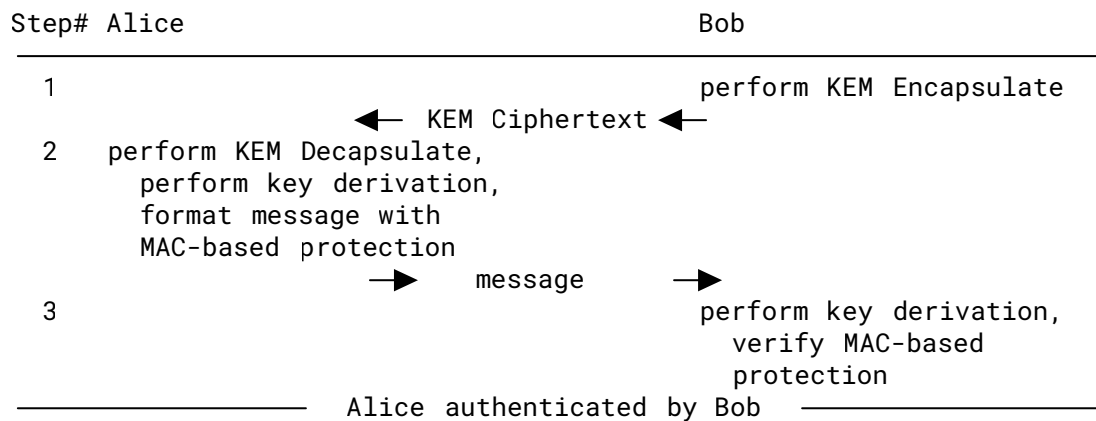 Step# Alice Bob
1 perform KEM Encapsulate
KEM Ciphertext
2 perform KEM Decapsulate,
perform key derivation,
format message with
MAC-based protection
message
3 perform key derivation,
verify MAC-based
protection
Alice authenticated by Bob